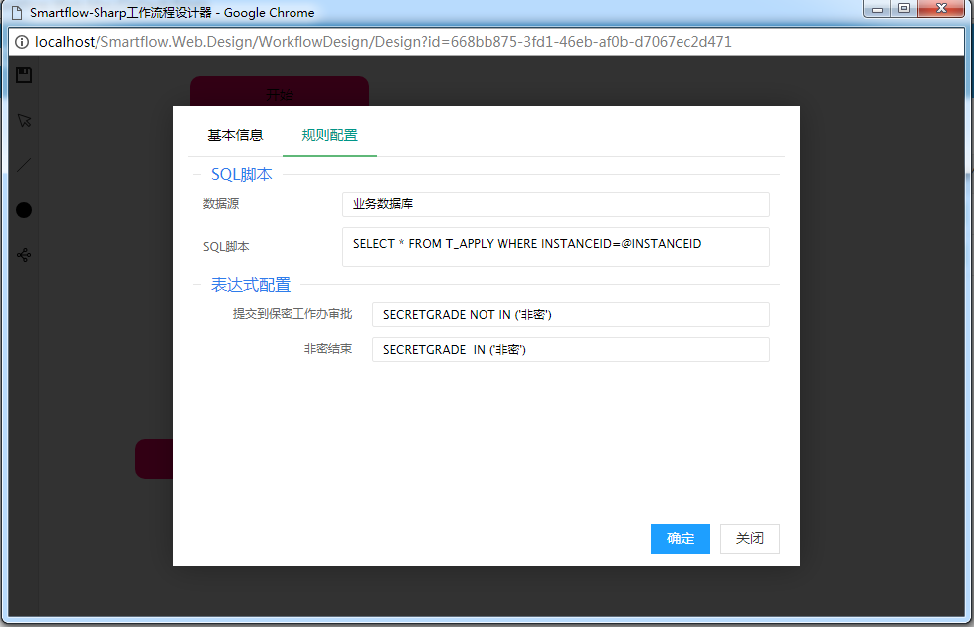 Smartflow-Sharp工作流程设计器 - Google Chrome
localhost/Smartflow.Web.Design/WorkflowDesign/Design?id=668bb875-3fd1-46eb-af0b-d7067ec2d471
开始
基本信息 规则配置
SQL脚本
数据源 业务数据库
SQL脚本 SELECT * FROM T_APPLY WHERE INSTANCEID=@INSTANCEID
表达式配置
提交到保密工作办审批 SECRETGRADE NOT IN ('非密')
非密结束 SECRETGRADE  IN ('非密')
确定 关闭